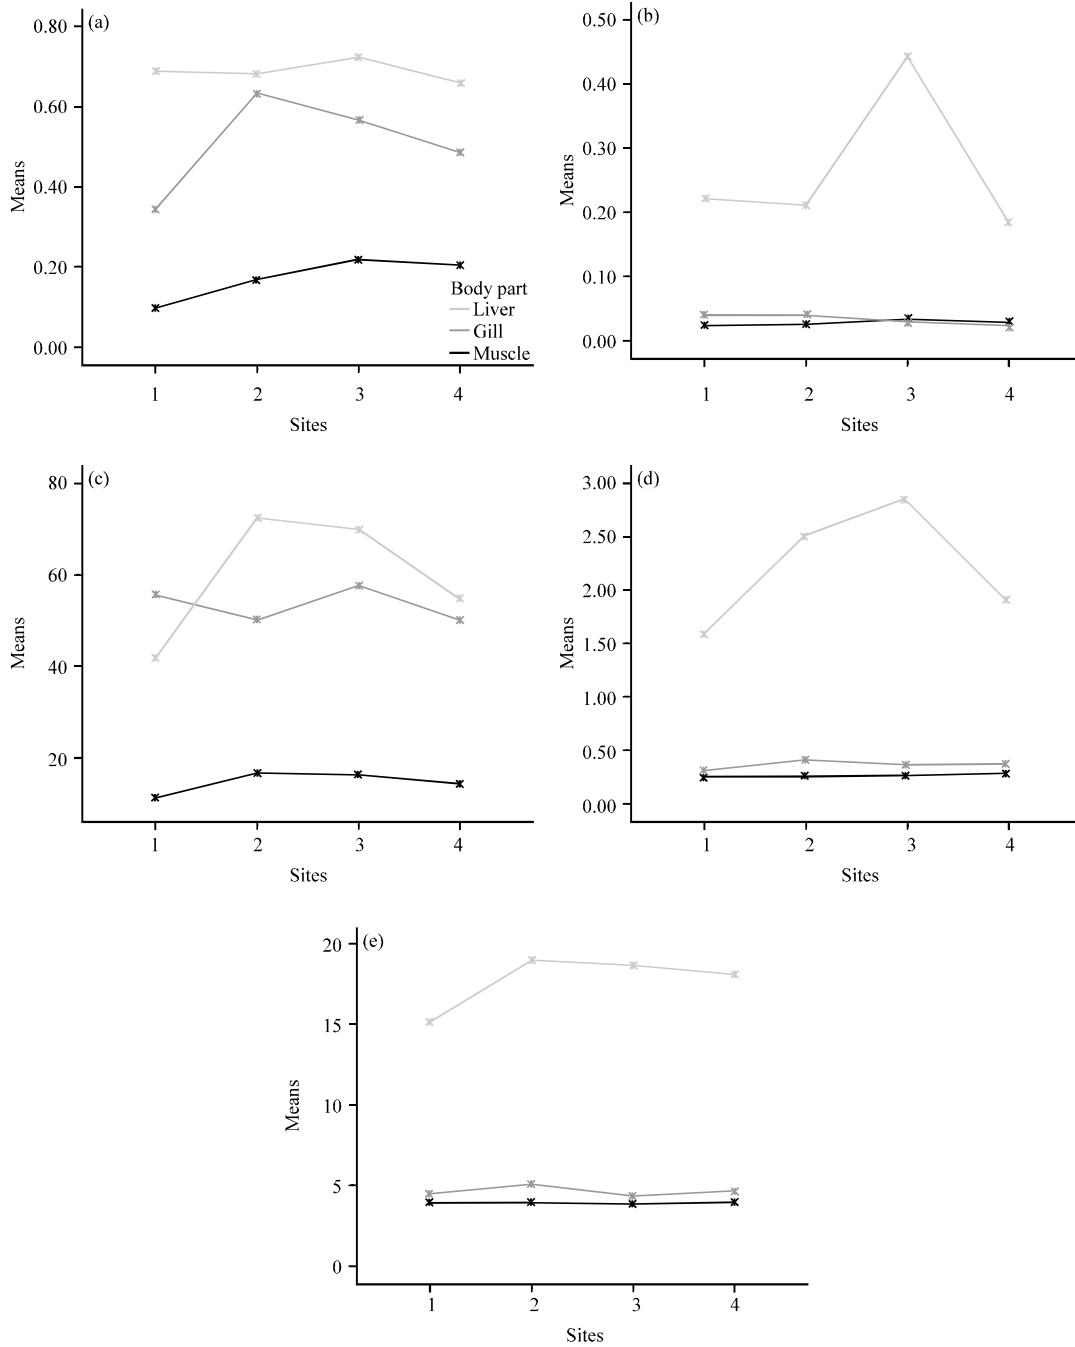 (a)
0.80
0.60
0.40
0.20
0.00
Means
Body part
Liver
Gill
Muscle
1 2 3 4
Sites
(b)
0.50
0.40
0.30
0.20
0.10
0.00
Means
1 2 3 4
Sites
(c)
80
60
40
20
Means
1 2 3 4
Sites
(d)
3.00
2.50
2.00
1.50
1.00
0.50
0.00
Means
1 2 3 4
Sites
(e)
20
15
10
5
0
Means
1 2 3 4
Sites